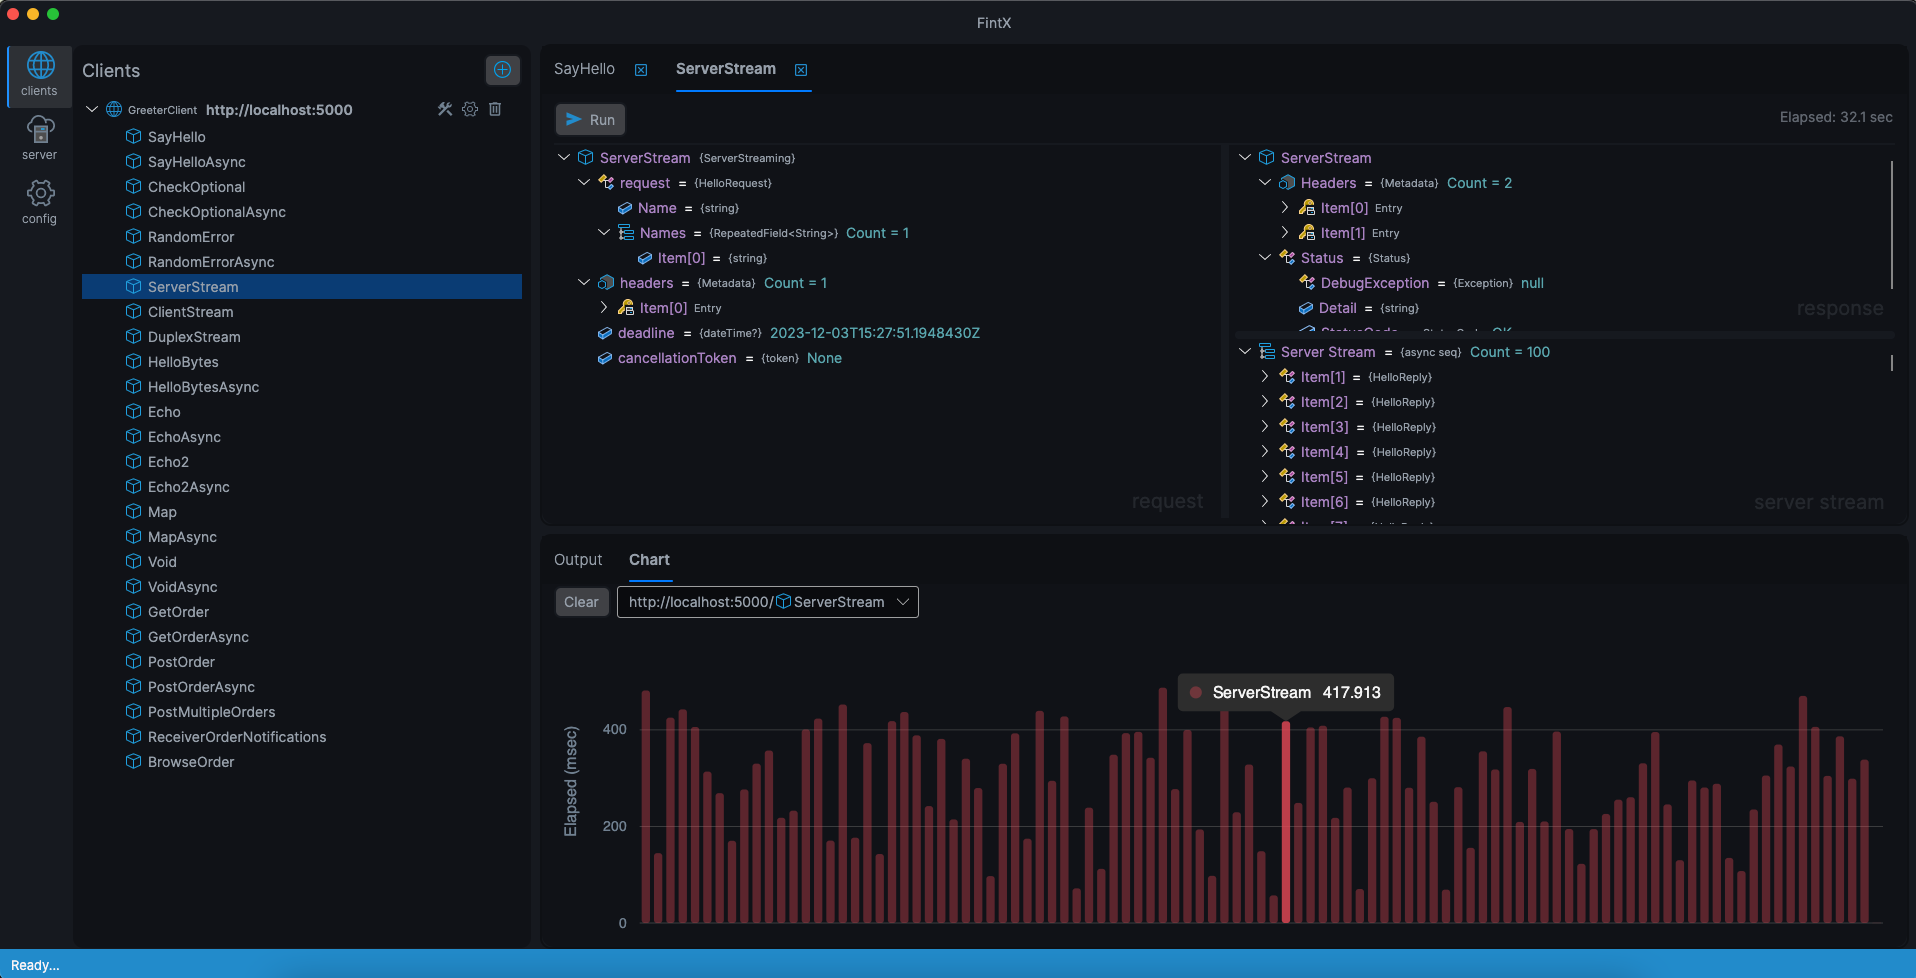 FintX
clients
server
config
Clients
GreeterClient http://localhost:5000
SayHello
SayHelloAsync
CheckOptional
CheckOptionalAsync
RandomError
RandomErrorAsync
ServerStream
ClientStream
DuplexStream
HelloBytes
HelloBytesAsync
Echo
EchoAsync
Echo2
Echo2Async
Map
MapAsync
Void
VoidAsync
GetOrder
GetOrderAsync
PostOrder
PostOrderAsync
PostMultipleOrders
ReceiverOrderNotifications
BrowseOrder
SayHello ServerStream
Run
Elapsed: 32.1 sec
ServerStream {ServerStreaming}
request = {HelloRequest}
Name = {string}
Names = {RepeatedField<String>} Count = 1
Item[0] = {string}
headers = {Metadata} Count = 1
Item[0] Entry
deadline = {dateTime?} 2023-12-03T15:27:51.1948430Z
cancellationToken = {token} None
request
ServerStream
Headers = {Metadata} Count = 2
Item[0] Entry
Item[1] Entry
Status = {Status}
DebugException = {Exception} null
Detail = {string}
response
Server Stream = {async seq} Count = 100
Item[1] = {HelloReply}
Item[2] = {HelloReply}
Item[3] = {HelloReply}
Item[4] = {HelloReply}
Item[5] = {HelloReply}
Item[6] = {HelloReply}
server stream
Output Chart
Clear http://localhost:5000/ServerStream
ServerStream 417.913
Elapsed (msec)
400
200
0
Ready...